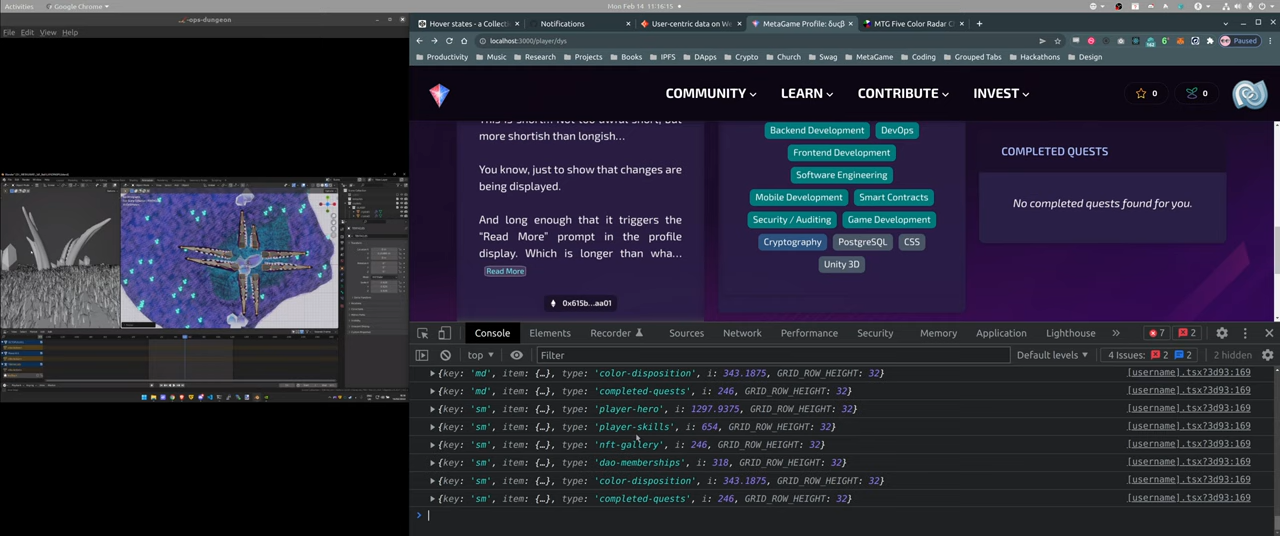 Activities
Google Chrome
Mon Feb 14 11:16:15
-ops-dungeon
File Edit View Help
Hover states - a Collecti
Notifications
User-centric data on We
MetaGame Profile: δυςβ
MTG Five Color Radar C
localhost:3000/player/dys
Paused
Productivity Music Research Projects Books IPFS DApps Crypto Church Swag MetaGame Coding Grouped Tabs Hackathons Design
COMMUNITY LEARN CONTRIBUTE INVEST
0 0
This is short... Not too awful short, but
more shortish than longish...
You know, just to show that changes are
being displayed.
And long enough that it triggers the
"Read More" prompt in the profile
display. Which is longer than wha...
Read More
0x615b...aa01
Backend Development DevOps
Frontend Development
Software Engineering
Mobile Development Smart Contracts
Security / Auditing Game Development
Cryptography PostgreSQL CSS
Unity 3D
COMPLETED QUESTS
No completed quests found for you.
Console Elements Recorder Sources Network Performance Security Memory Application Lighthouse 7 2
top Filter Default levels 4 Issues: 2 2 2 hidden
{key: 'md', item: {…}, type: 'color-disposition', i: 343.1875, GRID_ROW_HEIGHT: 32} [username].tsx?3d93:169
{key: 'md', item: {…}, type: 'completed-quests', i: 246, GRID_ROW_HEIGHT: 32} [username].tsx?3d93:169
{key: 'sm', item: {…}, type: 'player-hero', i: 1297.9375, GRID_ROW_HEIGHT: 32} [username].tsx?3d93:169
{key: 'sm', item: {…}, type: 'player-skills', i: 654, GRID_ROW_HEIGHT: 32} [username].tsx?3d93:169
{key: 'sm', item: {…}, type: 'nft-gallery', i: 246, GRID_ROW_HEIGHT: 32} [username].tsx?3d93:169
{key: 'sm', item: {…}, type: 'dao-memberships', i: 318, GRID_ROW_HEIGHT: 32} [username].tsx?3d93:169
{key: 'sm', item: {…}, type: 'color-disposition', i: 343.1875, GRID_ROW_HEIGHT: 32} [username].tsx?3d93:169
{key: 'sm', item: {…}, type: 'completed-quests', i: 246, GRID_ROW_HEIGHT: 32} [username].tsx?3d93:169